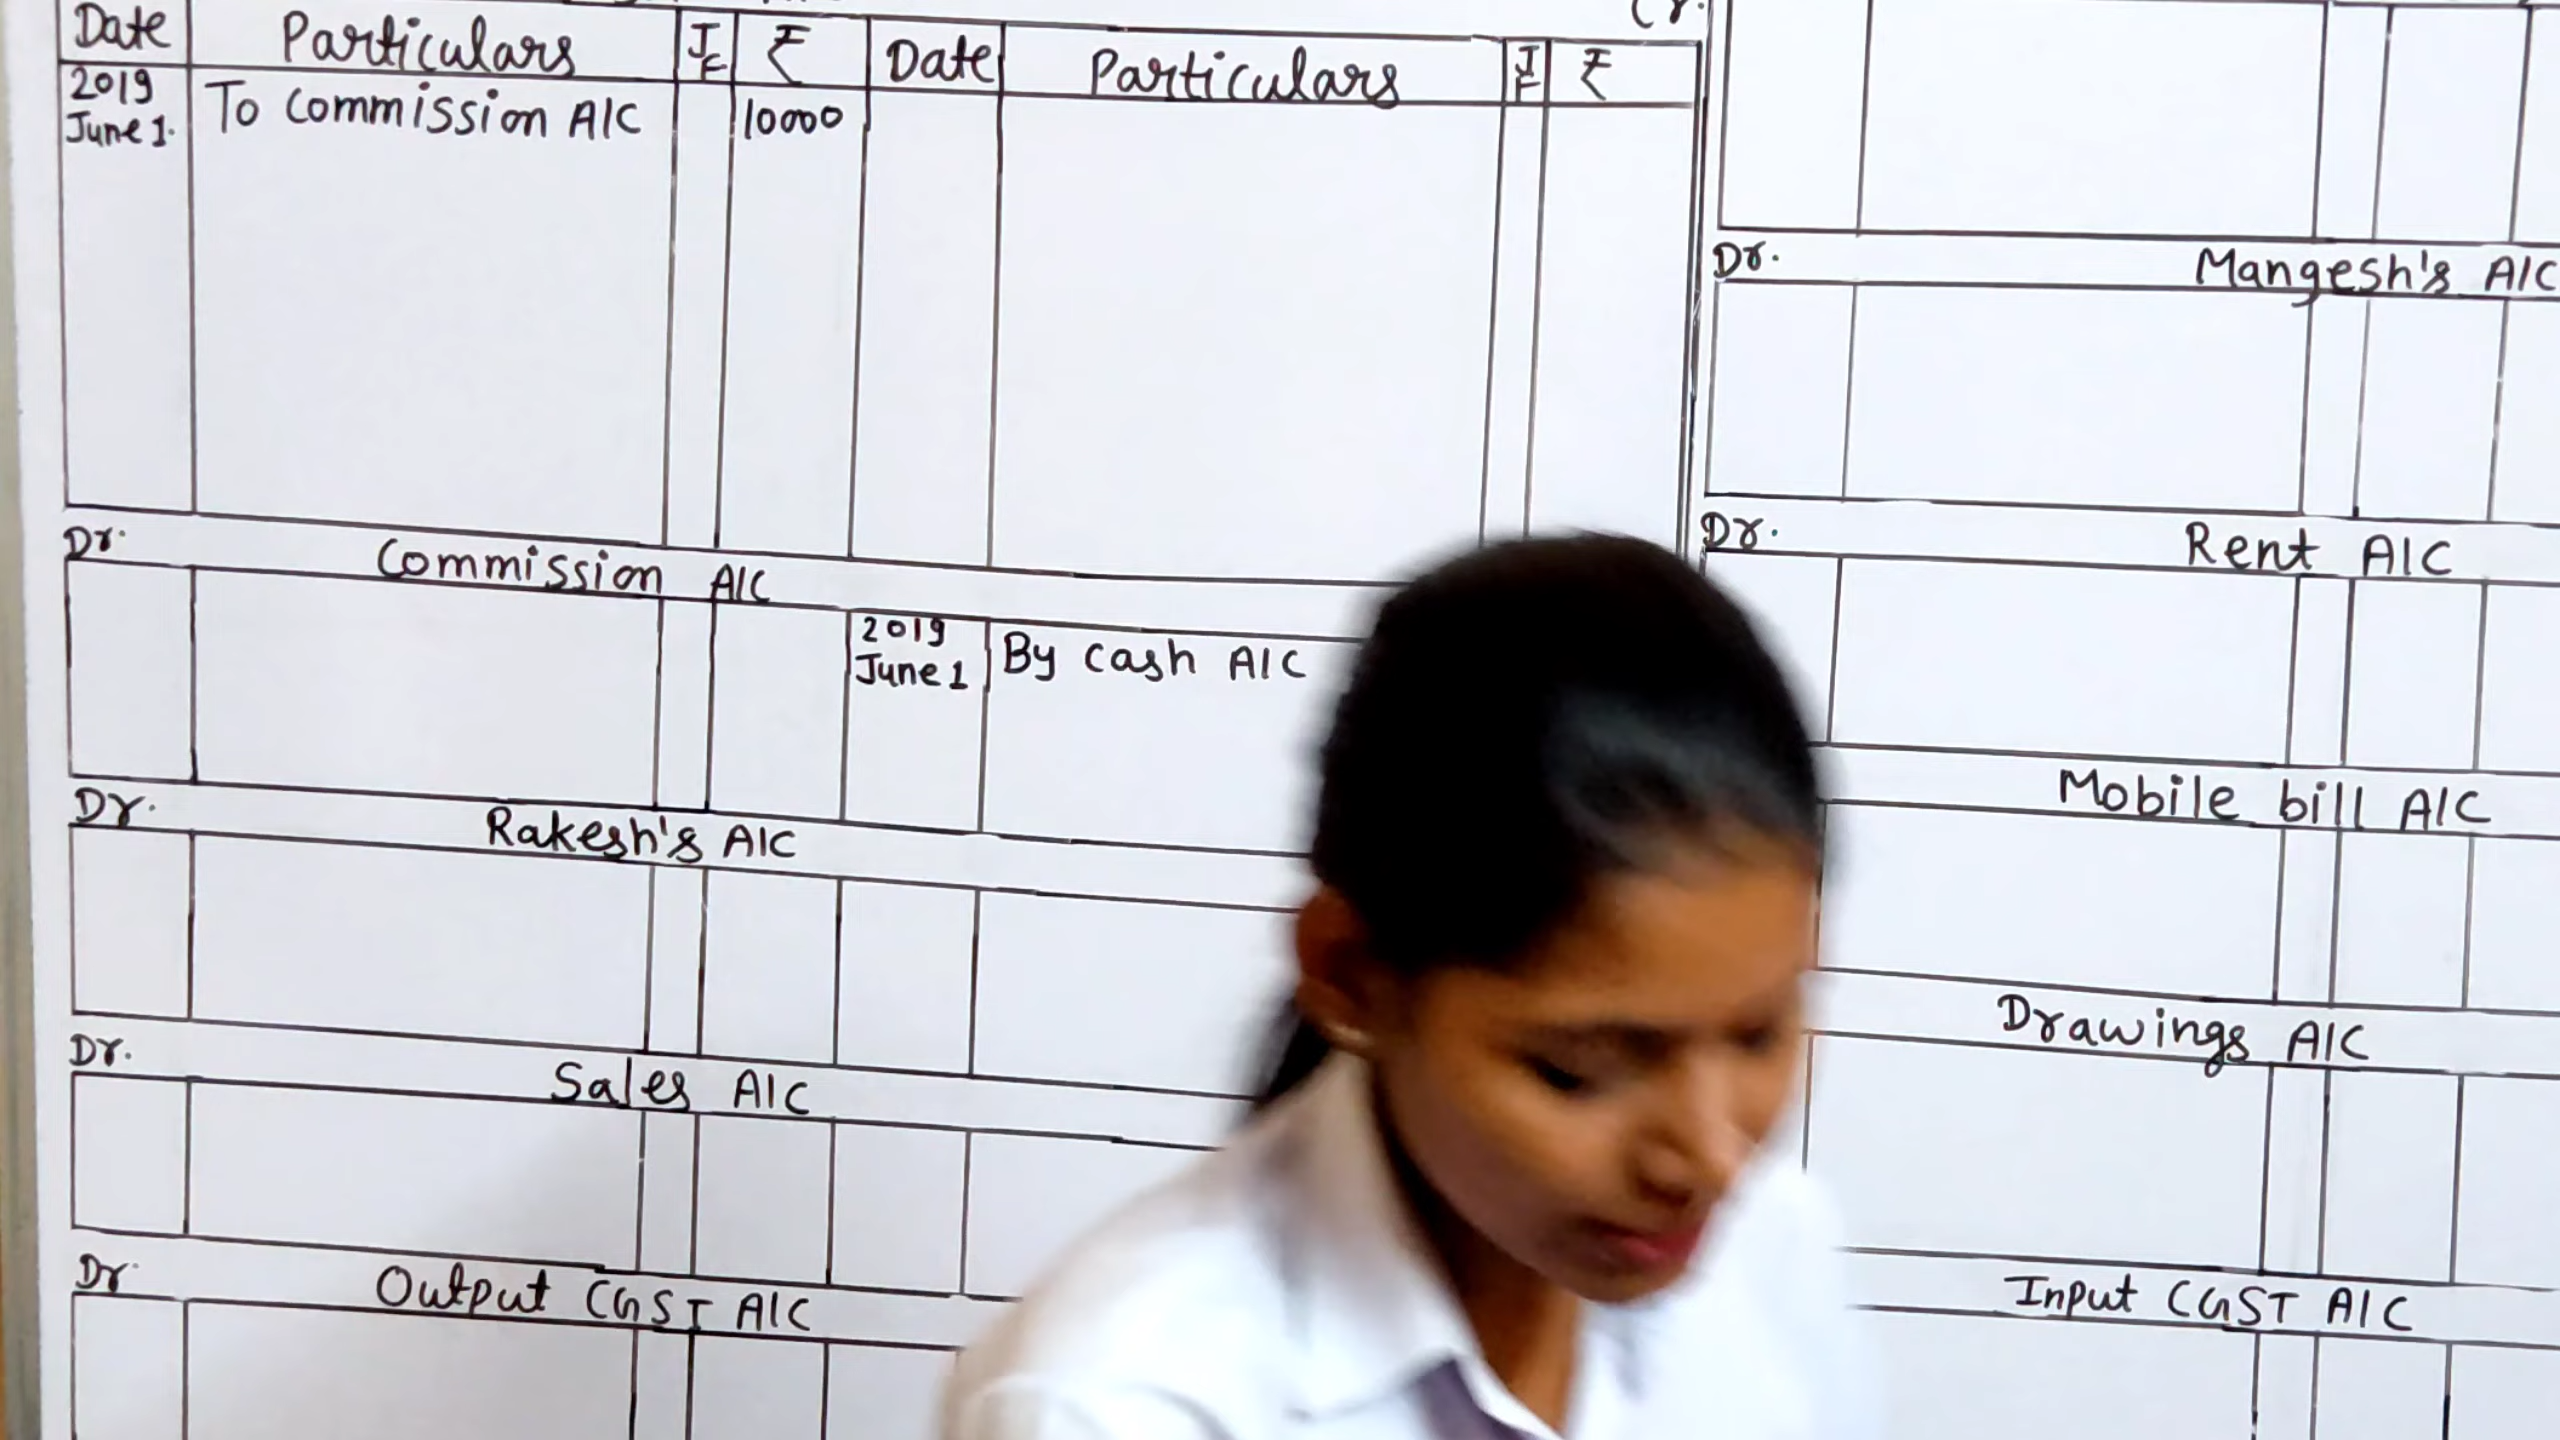 Cr.
Date Particulars J.F. ₹ Date Particulars J.F. ₹
2019
June 1. To Commission A/C 10000
Dr. Commission A/C
2019
June 1 By Cash A/C
Dr. Rakesh's A/C
Dr. Sales A/C
Dr. Output CGST A/C
Dr. Mangesh's A/C
Dr. Rent A/C
Mobile bill A/C
Drawings A/C
Input CGST A/C